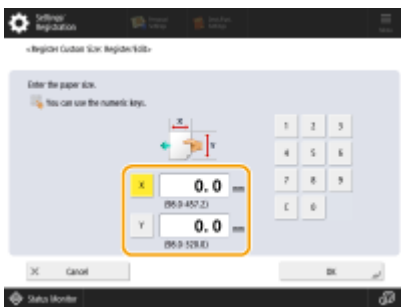 Settings/
Registration
<Register Custom Size: Register/Edit>
Enter the paper size.
You can use the numeric keys.
X
Y
1 2 3
4 5 6
7 8 9
C 0
X 0.0 mm
Y 0.0 mm
X Cancel
OK
Status Monitor